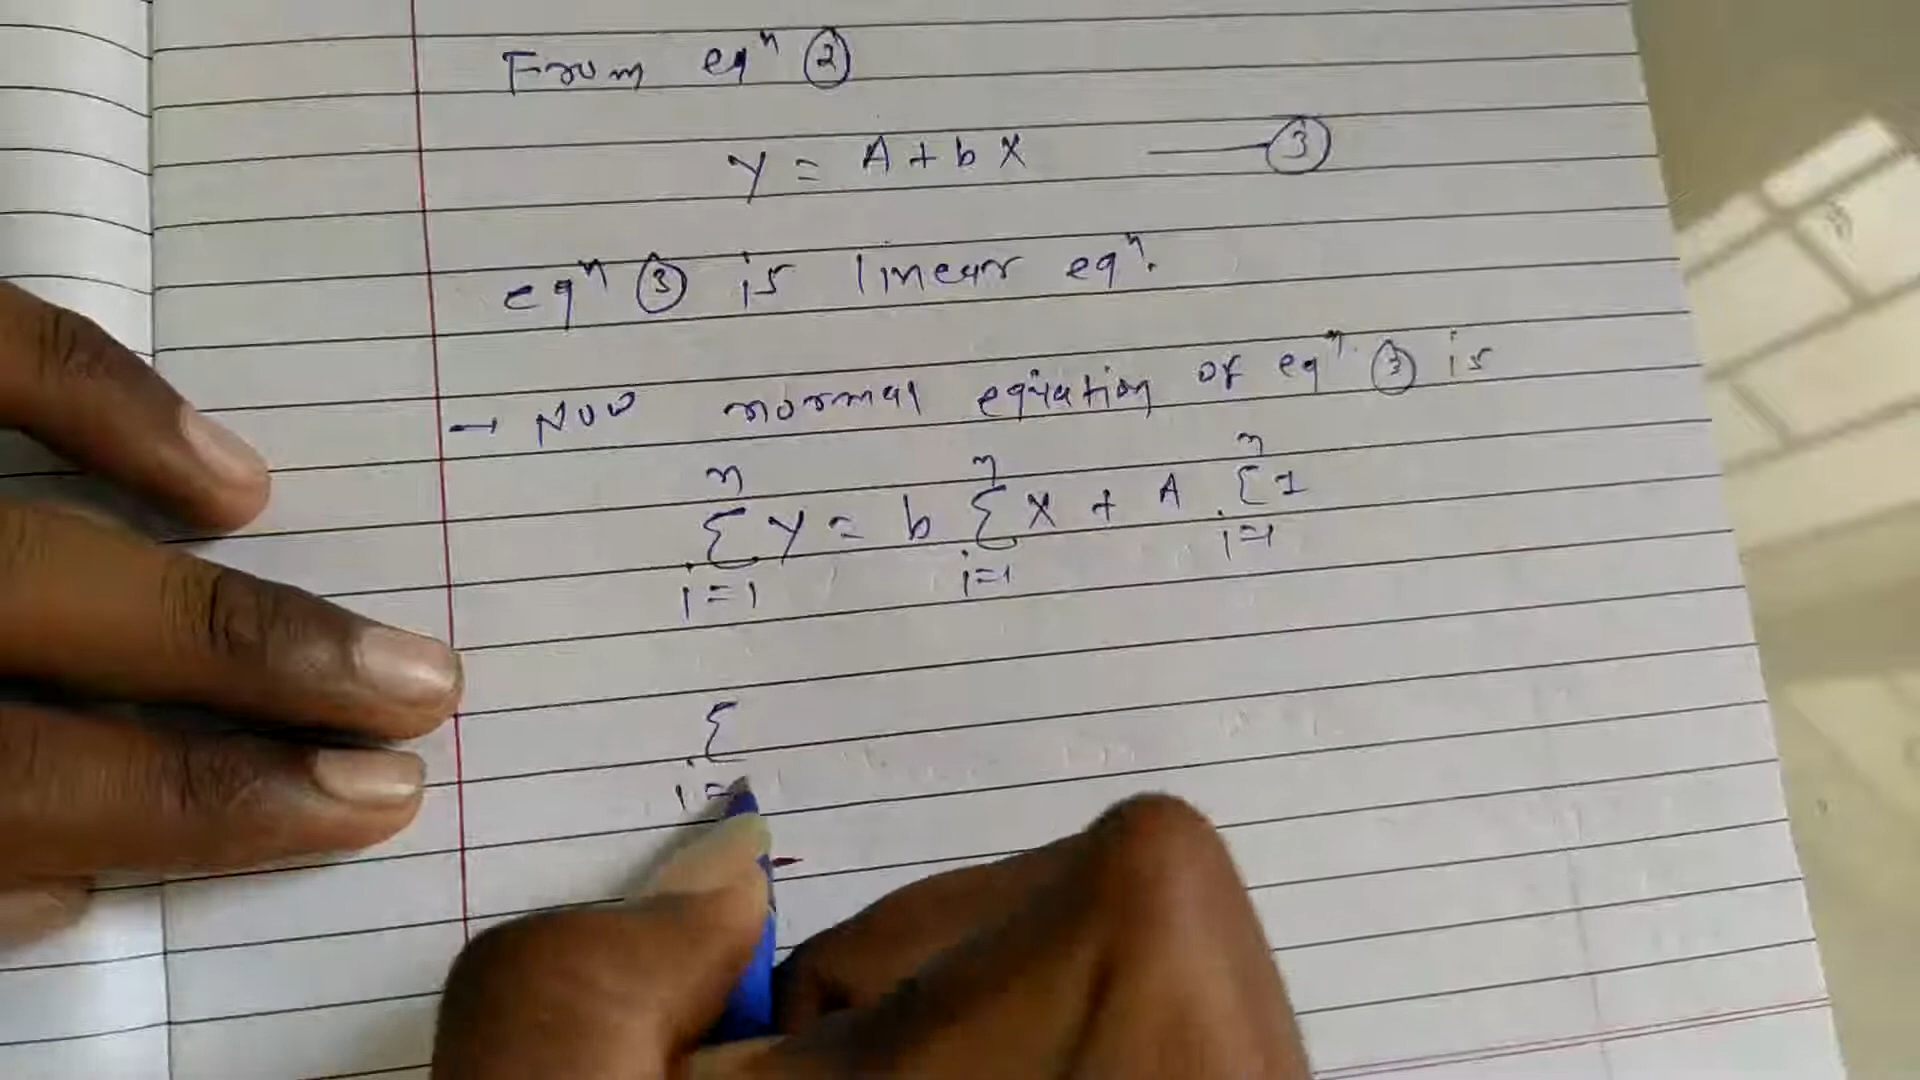 From eqⁿ ②
Y = A + b X —— ③
eqⁿ ③ is linear eqⁿ.
→ Now normal equation of eqⁿ ③ is
n n n
Σ Y = b Σ X + A Σ 1
i=1 i=1 i=1
Σ
i=